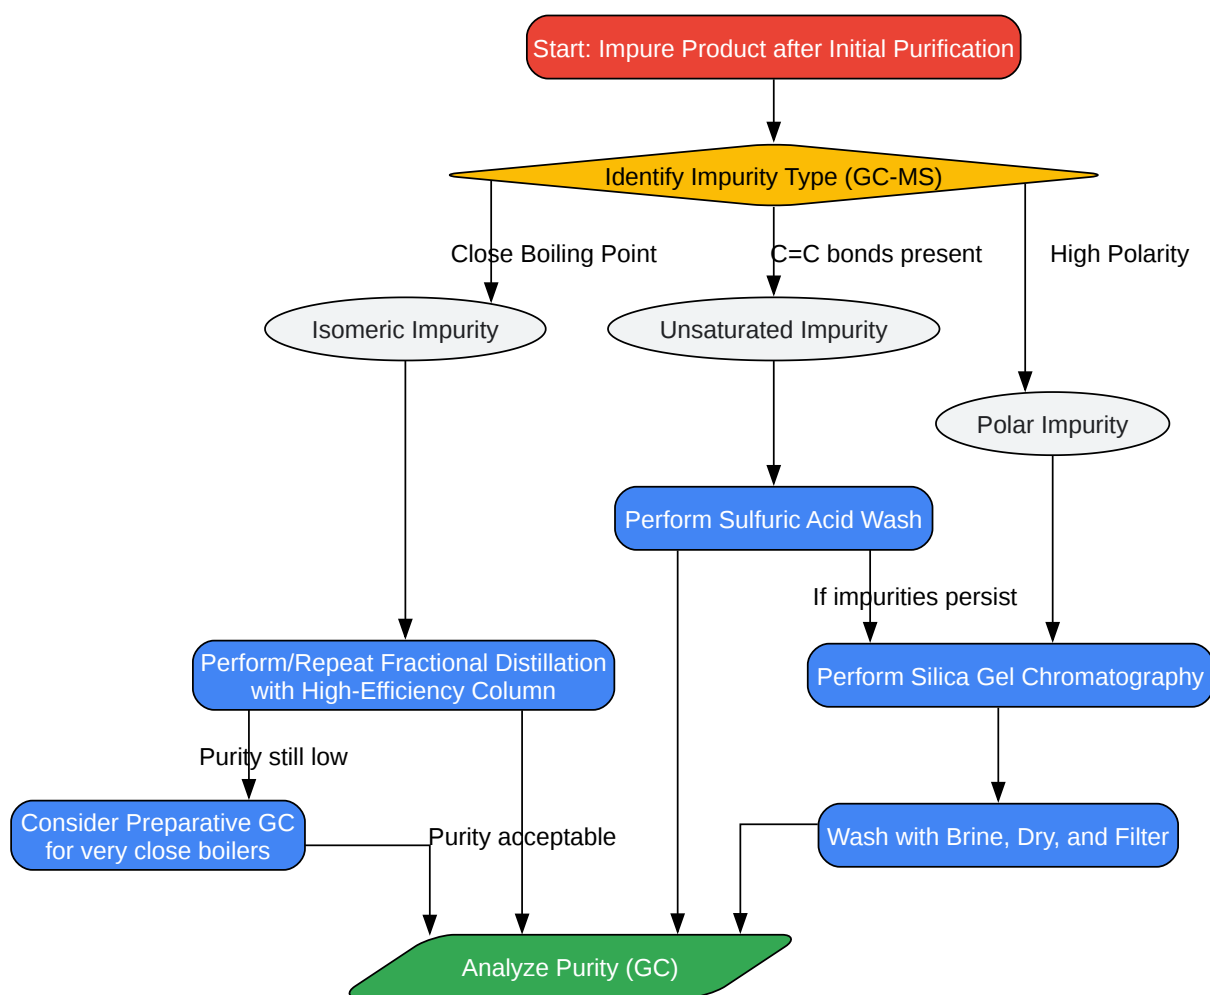 Start: Impure Product after Initial Purification
Identify Impurity Type (GC-MS)
Close Boiling Point
C=C bonds present
High Polarity
Isomeric Impurity
Unsaturated Impurity
Polar Impurity
Perform Sulfuric Acid Wash
If impurities persist
Perform/Repeat Fractional Distillation
with High-Efficiency Column
Perform Silica Gel Chromatography
Purity still low
Consider Preparative GC
for very close boilers
Purity acceptable
Wash with Brine, Dry, and Filter
Analyze Purity (GC)